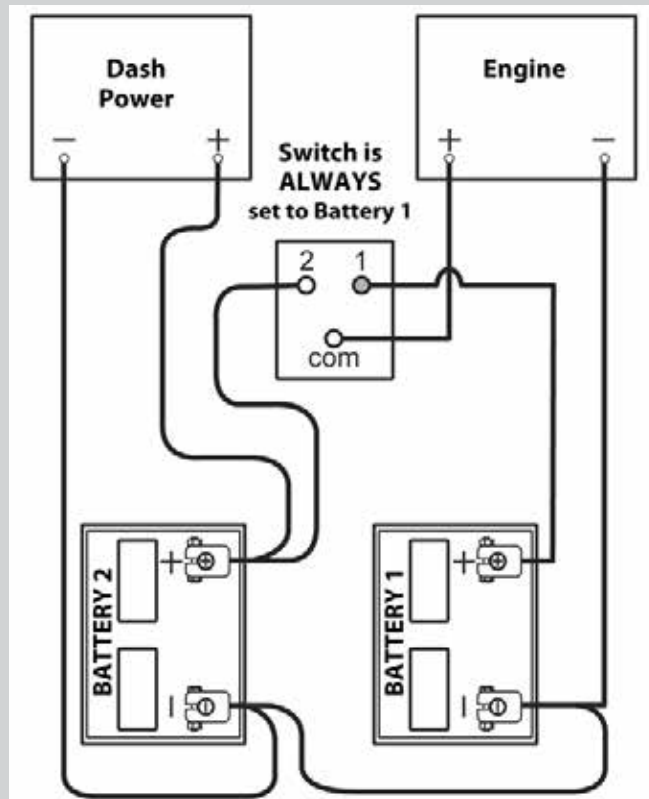 Dash
Power
− +
Engine
+ −
Switch is
ALWAYS
set to Battery 1
2 1
com
BATTERY 2
+
−
BATTERY 1
+
−